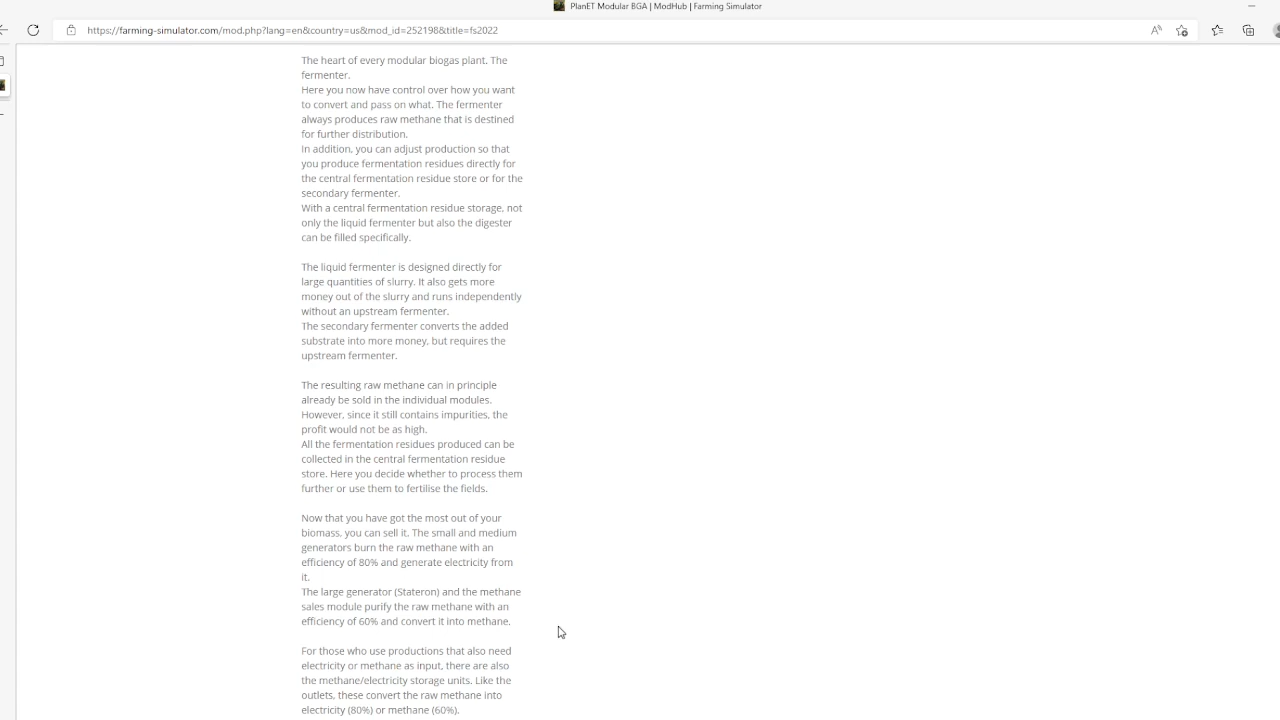 PlanET Modular BGA | ModHub | Farming Simulator
https://farming-simulator.com/mod.php?lang=en&country=us&mod_id=252198&title=fs2022
The heart of every modular biogas plant. The
fermenter.
Here you now have control over how you want
to convert and pass on what. The fermenter
always produces raw methane that is destined
for further distribution.
In addition, you can adjust production so that
you produce fermentation residues directly for
the central fermentation residue store or for the
secondary fermenter.
With a central fermentation residue storage, not
only the liquid fermenter but also the digester
can be filled specifically.
The liquid fermenter is designed directly for
large quantities of slurry. It also gets more
money out of the slurry and runs independently
without an upstream fermenter.
The secondary fermenter converts the added
substrate into more money, but requires the
upstream fermenter.
The resulting raw methane can in principle
already be sold in the individual modules.
However, since it still contains impurities, the
profit would not be as high.
All the fermentation residues produced can be
collected in the central fermentation residue
store. Here you decide whether to process them
further or use them to fertilise the fields.
Now that you have got the most out of your
biomass, you can sell it. The small and medium
generators burn the raw methane with an
efficiency of 80% and generate electricity from
it.
The large generator (Stateron) and the methane
sales module purify the raw methane with an
efficiency of 60% and convert it into methane.
For those who use productions that also need
electricity or methane as input, there are also
the methane/electricity storage units. Like the
outlets, these convert the raw methane into
electricity (80%) or methane (60%).